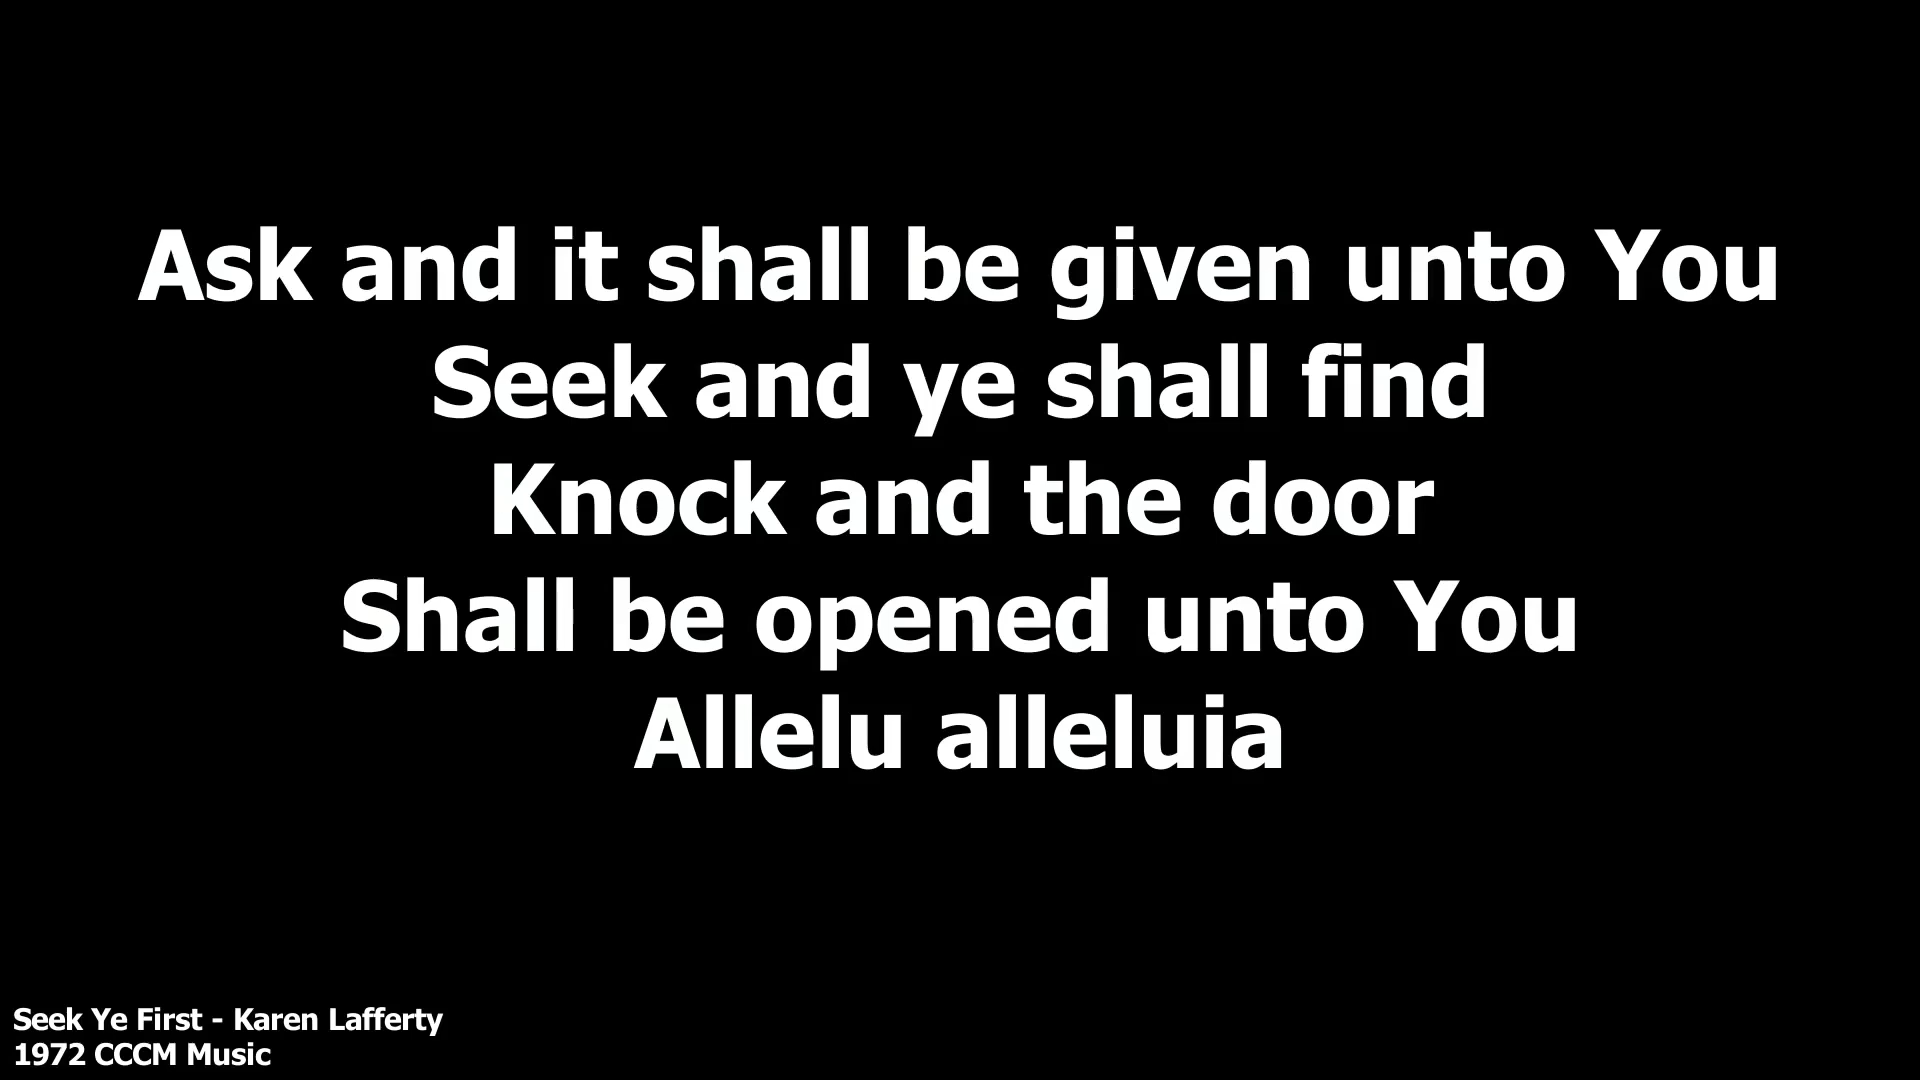 Ask and it shall be given unto You
Seek and ye shall find
Knock and the door
Shall be opened unto You
Allelu alleluia
Seek Ye First - Karen Lafferty
1972 CCCM Music